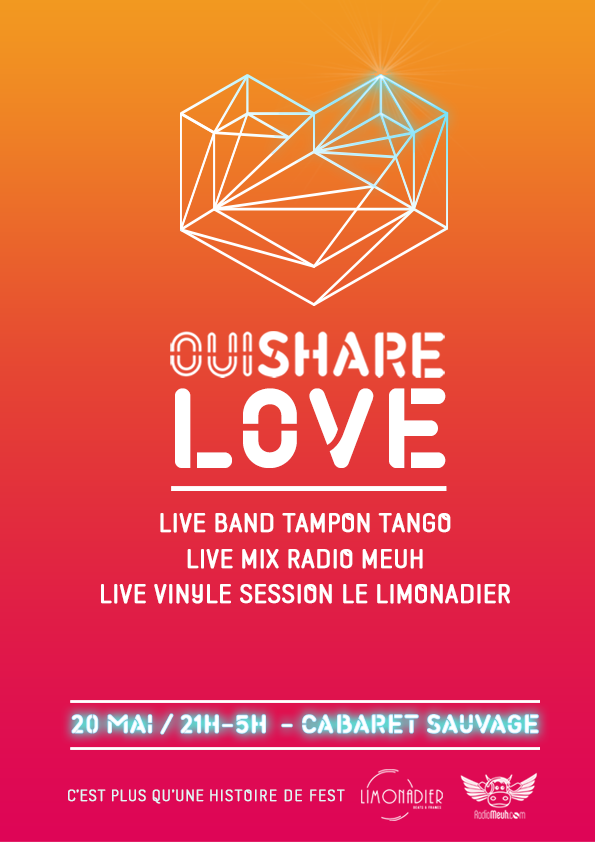 OUISHARE
LOVE
LIVE BAND TAMPON TANGO
LIVE MIX RADIO MEUH
LIVE VINYLE SESSION LE LIMONADIER
20 MAI / 21H-5H - CABARET SAUVAGE
C'EST PLUS QU'UNE HISTOIRE DE FEST
LIMONADIER
RadioMeuh.com